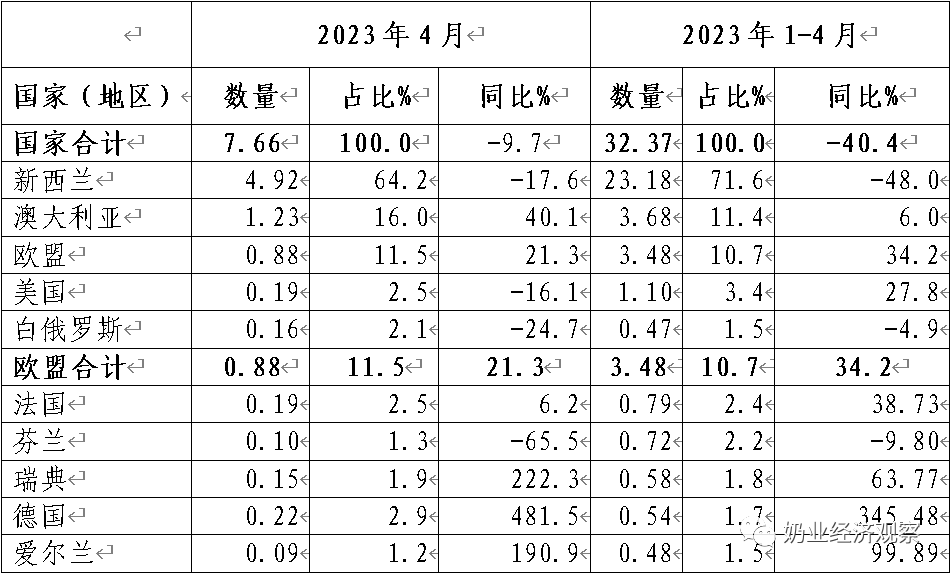 2023年4月 2023年1-4月
国家（地区） 数量 占比% 同比% 数量 占比% 同比%
国家合计 7.66 100.0 -9.7 32.37 100.0 -40.4
新西兰 4.92 64.2 -17.6 23.18 71.6 -48.0
澳大利亚 1.23 16.0 40.1 3.68 11.4 6.0
欧盟 0.88 11.5 21.3 3.48 10.7 34.2
美国 0.19 2.5 -16.1 1.10 3.4 27.8
白俄罗斯 0.16 2.1 -24.7 0.47 1.5 -4.9
欧盟合计 0.88 11.5 21.3 3.48 10.7 34.2
法国 0.19 2.5 6.2 0.79 2.4 38.73
芬兰 0.10 1.3 -65.5 0.72 2.2 -9.80
瑞典 0.15 1.9 222.3 0.58 1.8 63.77
德国 0.22 2.9 481.5 0.54 1.7 345.48
爱尔兰 0.09 1.2 190.9 0.48 1.5 99.89
奶业经济观察